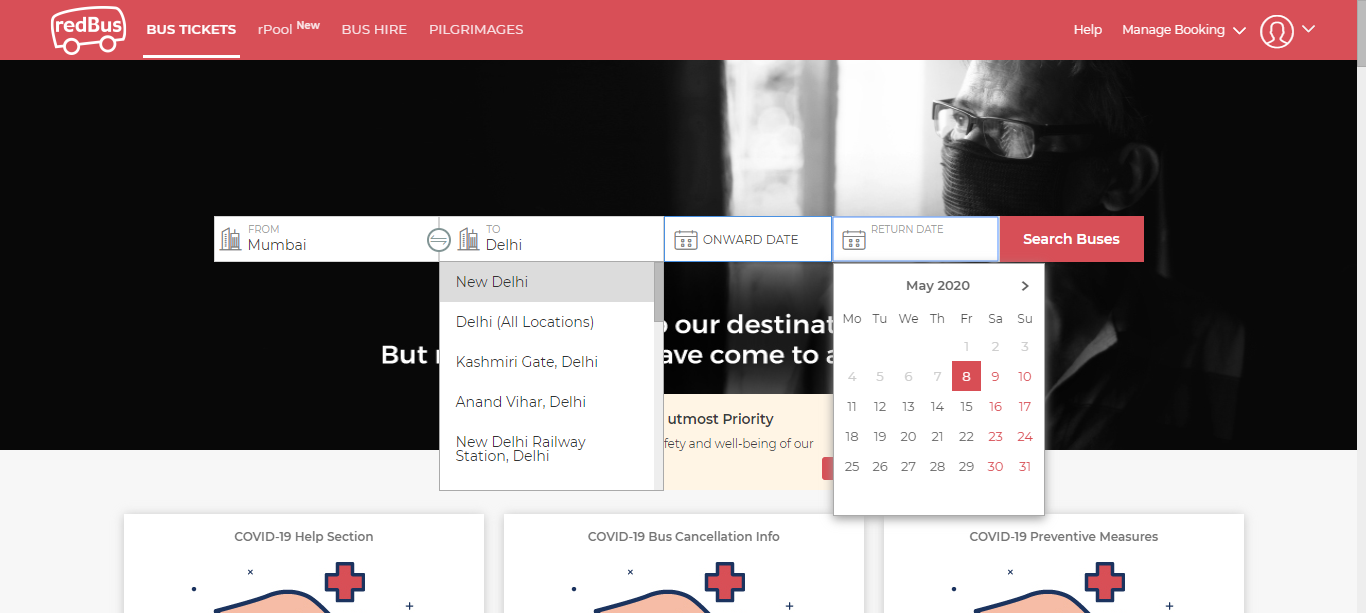 redBus
BUS TICKETS
rPool New
BUS HIRE
PILGRIMAGES
Help
Manage Booking
FROM
Mumbai
TO
Delhi
ONWARD DATE
RETURN DATE
Search Buses
New Delhi
Delhi (All Locations)
Kashmiri Gate, Delhi
Anand Vihar, Delhi
New Delhi Railway
Station, Delhi
May 2020
Mo Tu We Th Fr Sa Su
1 2 3
4 5 6 7 8 9 10
11 12 13 14 15 16 17
18 19 20 21 22 23 24
25 26 27 28 29 30 31
our destinat
But
ave come to a
utmost Priority
fety and well-being of our
COVID-19 Help Section
COVID-19 Bus Cancellation Info
COVID-19 Preventive Measures